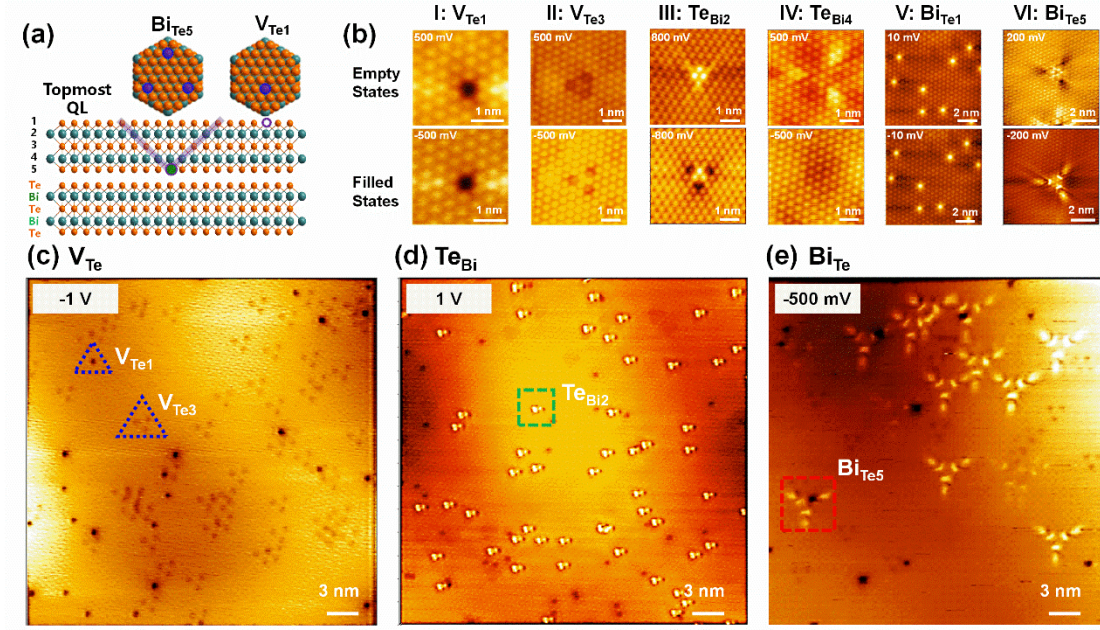 (a)
Bi_Te5
V_Te1
Topmost
QL
1
2
3
4
5
Te
Bi
Te
Bi
Te
(b)
I: V_Te1
II: V_Te3
III: Te_Bi2
IV: Te_Bi4
V: Bi_Te1
VI: Bi_Te5
Empty
States
500 mV
1 nm
500 mV
1 nm
800 mV
1 nm
500 mV
1 nm
10 mV
2 nm
200 mV
2 nm
Filled
States
-500 mV
1 nm
-500 mV
1 nm
-800 mV
1 nm
-500 mV
1 nm
-10 mV
2 nm
-200 mV
2 nm
(c) V_Te
-1 V
V_Te1
V_Te3
3 nm
(d) Te_Bi
1 V
Te_Bi2
3 nm
(e) Bi_Te
-500 mV
Bi_Te5
3 nm